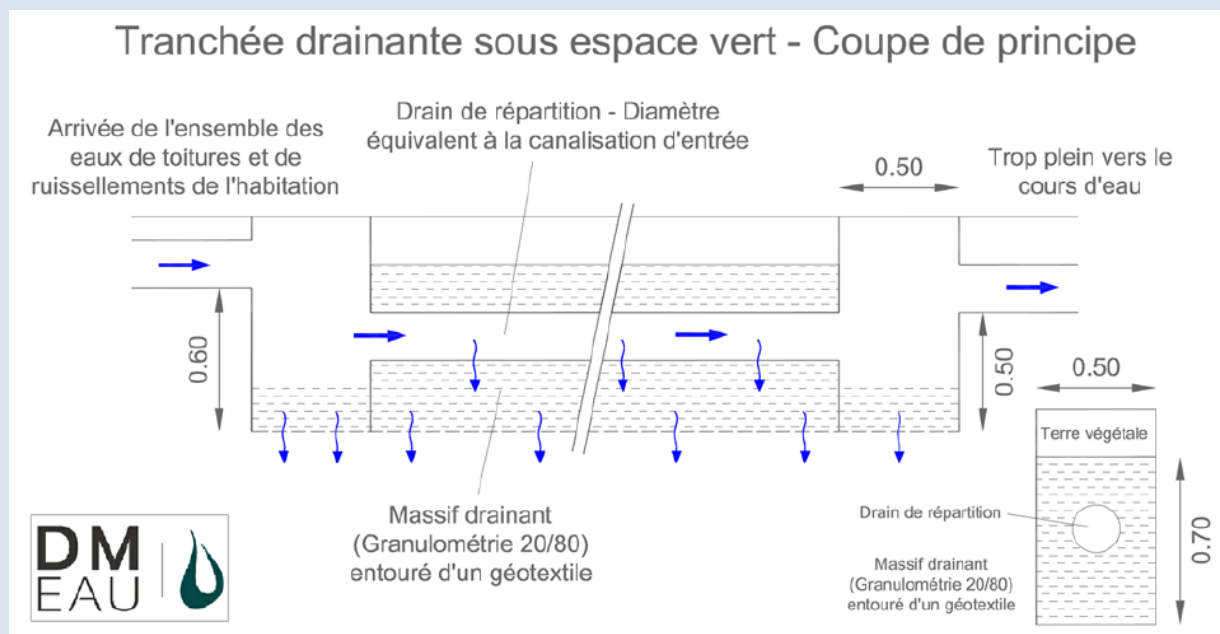 Tranchée drainante sous espace vert - Coupe de principe
Arrivée de l'ensemble des
eaux de toitures et de
ruissellements de l'habitation
Drain de répartition - Diamètre
équivalent à la canalisation d'entrée
0.50
Trop plein vers le
cours d'eau
0.60
0.50
0.50
Terre végétale
Drain de répartition
Massif drainant
(Granulométrie 20/80)
entouré d'un géotextile
0.70
Massif drainant
(Granulométrie 20/80)
entouré d'un géotextile
DM
EAU